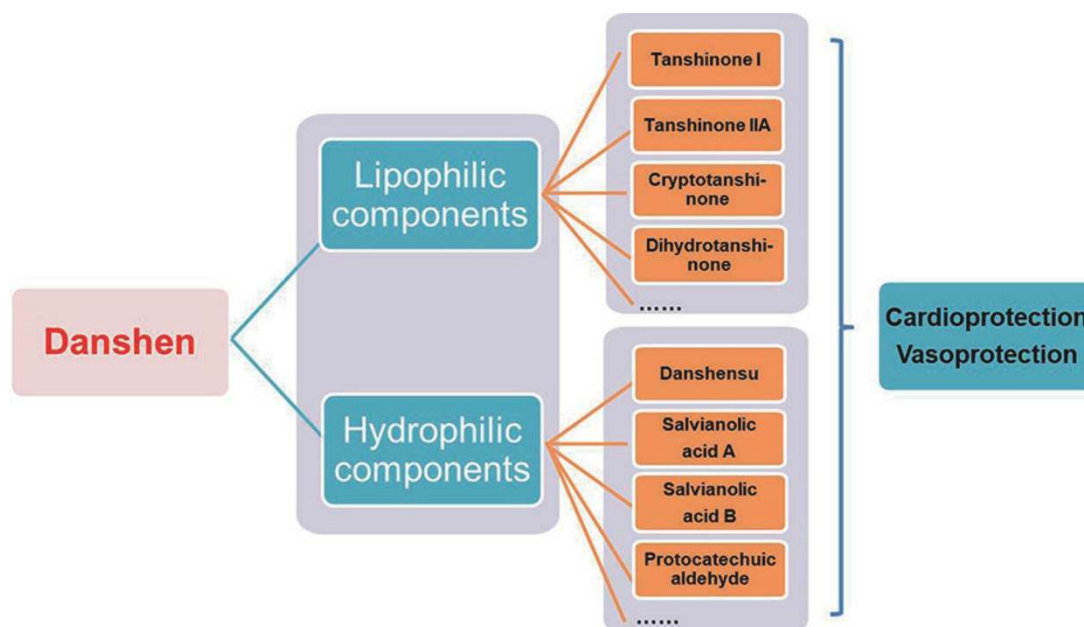 Danshen
Lipophilic
components
Hydrophilic
components
Tanshinone I
Tanshinone IIA
Cryptotanshi-
none
Dihydrotanshi-
none
......
Danshensu
Salvianolic
acid A
Salvianolic
acid B
Protocatechuic
aldehyde
......
Cardioprotection
Vasoprotection